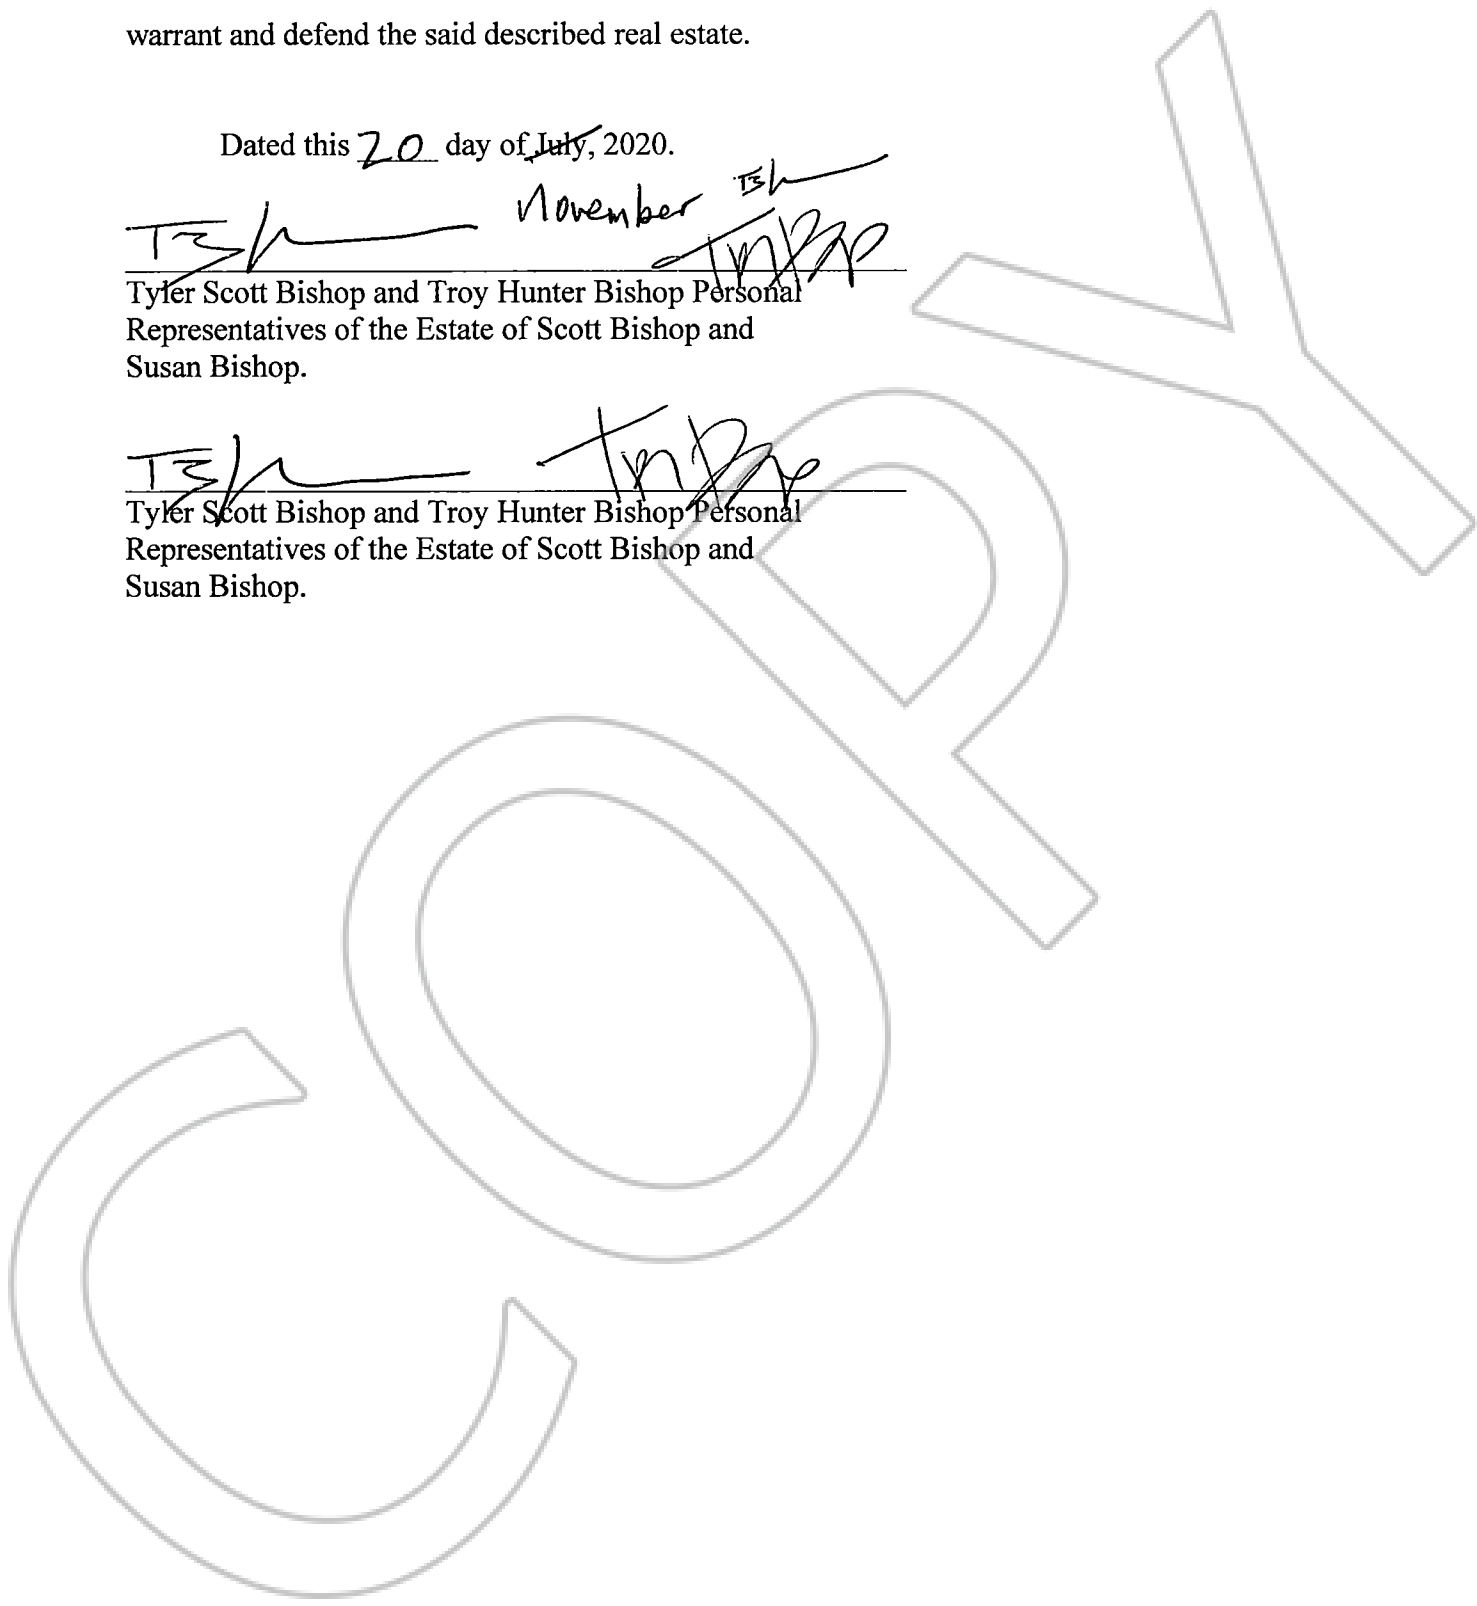 warrant and defend the said described real estate.
Dated this 20 day of July, 2020.
November
Tyler Scott Bishop and Troy Hunter Bishop Personal
Representatives of the Estate of Scott Bishop and
Susan Bishop.
Tyler Scott Bishop and Troy Hunter Bishop Personal
Representatives of the Estate of Scott Bishop and
Susan Bishop.
COPY